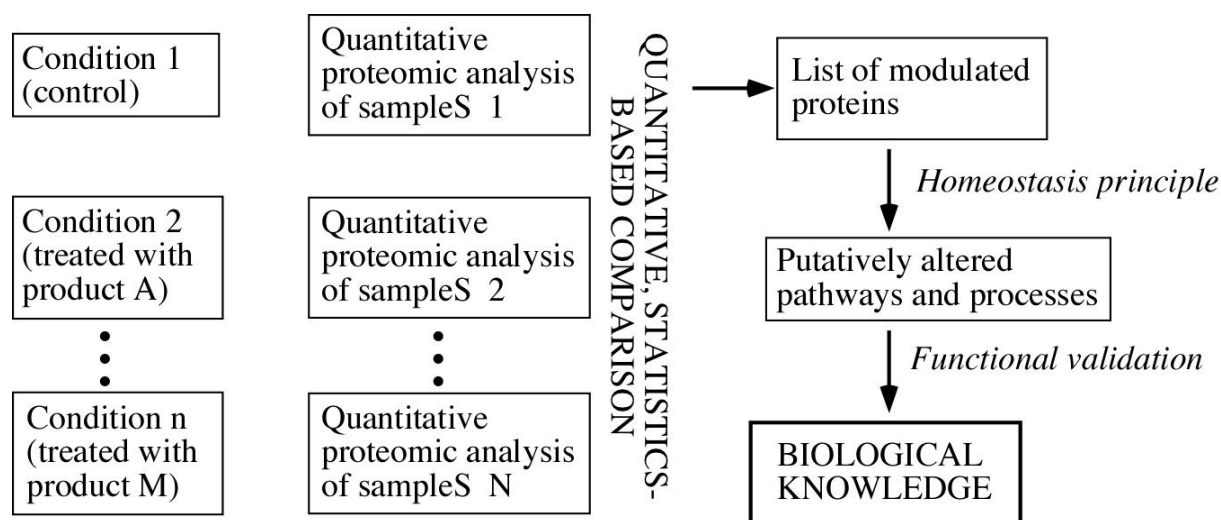 Condition 1
(control)
Quantitative
proteomic analysis
of sampleS 1
Condition 2
(treated with
product A)
Quantitative
proteomic analysis
of sampleS 2
Condition n
(treated with
product M)
Quantitative
proteomic analysis
of sampleS N
QUANTITATIVE, STATISTICS-
BASED COMPARISON
List of modulated
proteins
Homeostasis principle
Putatively altered
pathways and processes
Functional validation
BIOLOGICAL
KNOWLEDGE